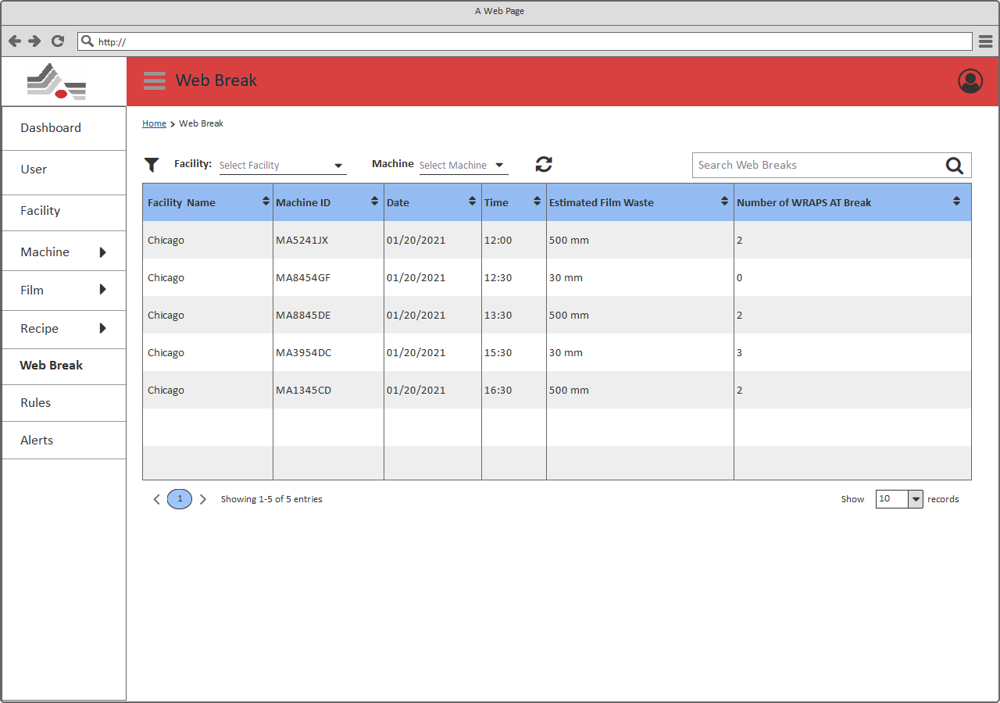 A Web Page
http://
Web Break
Home > Web Break
Dashboard
User
Facility
Machine
Film
Recipe
Web Break
Rules
Alerts
Facility: Select Facility Machine Select Machine Search Web Breaks
Facility Name Machine ID Date Time Estimated Film Waste Number of WRAPS AT Break
Chicago MA5241JX 01/20/2021 12:00 500 mm 2
Chicago MA8454GF 01/20/2021 12:30 30 mm 0
Chicago MA8845DE 01/20/2021 13:30 500 mm 2
Chicago MA3954DC 01/20/2021 15:30 30 mm 3
Chicago MA1345CD 01/20/2021 16:30 500 mm 2
1 Showing 1-5 of 5 entries Show 10 records